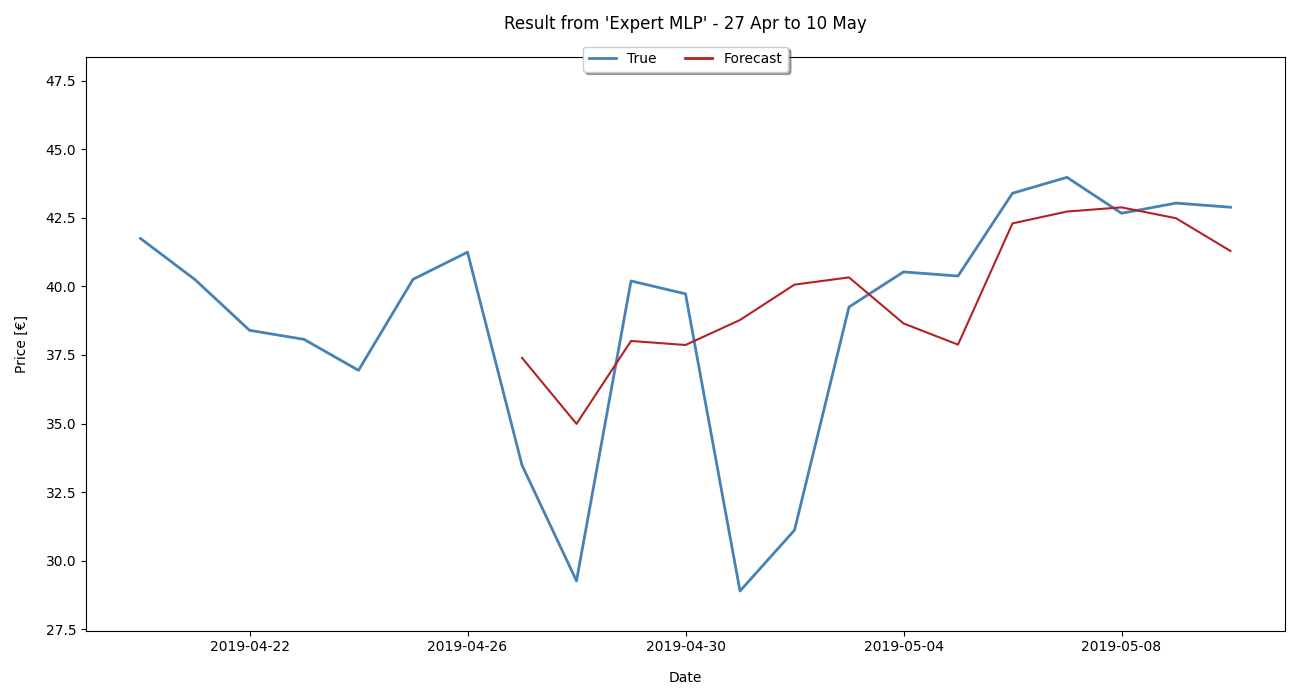 Result from 'Expert MLP' - 27 Apr to 10 May
True Forecast
47.5
45.0
42.5
40.0
37.5
35.0
32.5
30.0
27.5
Price [€]
2019-04-22 2019-04-26 2019-04-30 2019-05-04 2019-05-08
Date